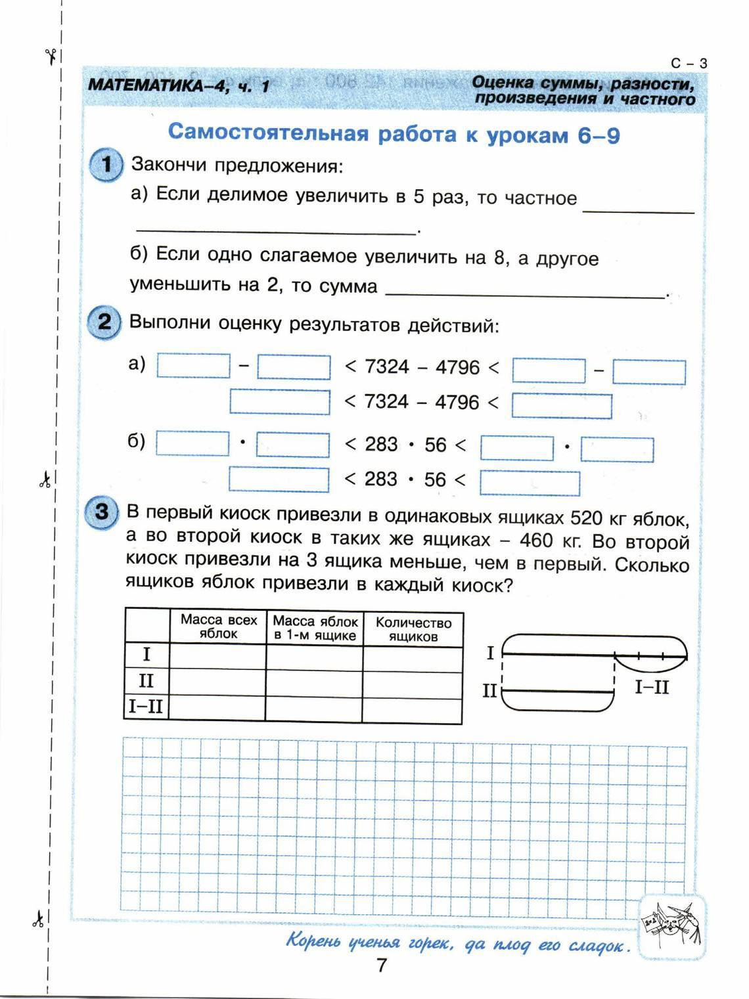 С – 3
МАТЕМАТИКА–4, ч. 1
Оценка суммы, разности,
произведения и частного
Самостоятельная работа к урокам 6–9
1 Закончи предложения:
а) Если делимое увеличить в 5 раз, то частное ____
____.
б) Если одно слагаемое увеличить на 8, а другое
уменьшить на 2, то сумма ____.
2 Выполни оценку результатов действий:
а) – < 7324 – 4796 < –
< 7324 – 4796 <
б) · < 283 · 56 < ·
< 283 · 56 <
3 В первый киоск привезли в одинаковых ящиках 520 кг яблок,
а во второй киоск в таких же ящиках – 460 кг. Во второй
киоск привезли на 3 ящика меньше, чем в первый. Сколько
ящиков яблок привезли в каждый киоск?
Масса всех яблок
Масса яблок в 1-м ящике
Количество ящиков
I
II
I–II
I
II
I–II
2×2
Корень ученья горек, да плод его сладок.
7